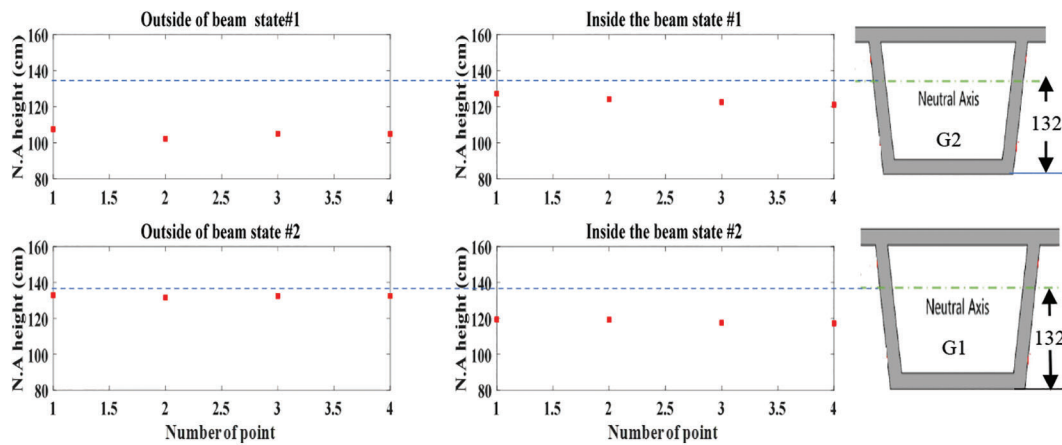 Outside of beam state#1
N.A height (cm)
160
140
120
100
80
1 1.5 2 2.5 3 3.5 4
Inside the beam state #1
N.A height (cm)
160
140
120
100
80
1 1.5 2 2.5 3 3.5 4
Neutral Axis
G2
132
Outside of beam state #2
N.A height (cm)
160
140
120
100
80
1 1.5 2 2.5 3 3.5 4
Number of point
Inside the beam state #2
N.A height (cm)
160
140
120
100
80
1 1.5 2 2.5 3 3.5 4
Number of point
Neutral Axis
G1
132